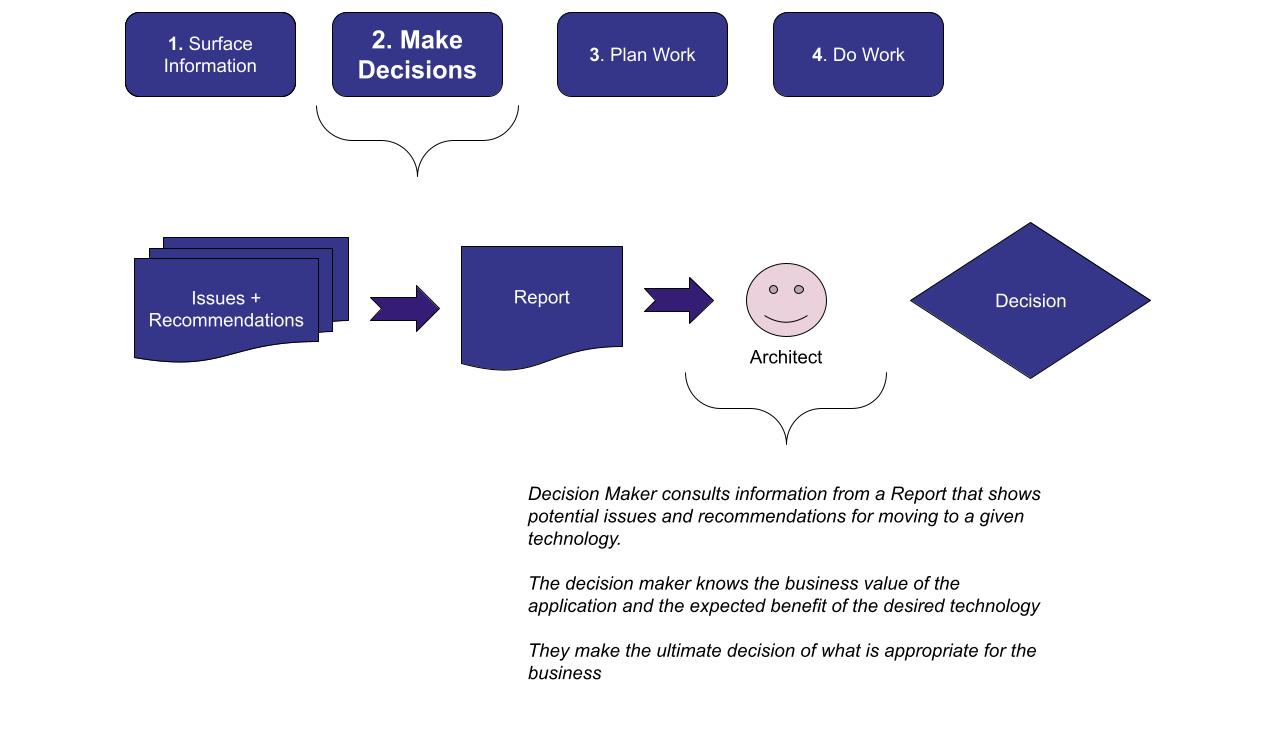 1. Surface
Information
2. Make
Decisions
3. Plan Work
4. Do Work
Issues +
Recommendations
Report
Architect
Decision
Decision Maker consults information from a Report that shows
potential issues and recommendations for moving to a given
technology.
The decision maker knows the business value of the
application and the expected benefit of the desired technology
They make the ultimate decision of what is appropriate for the
business